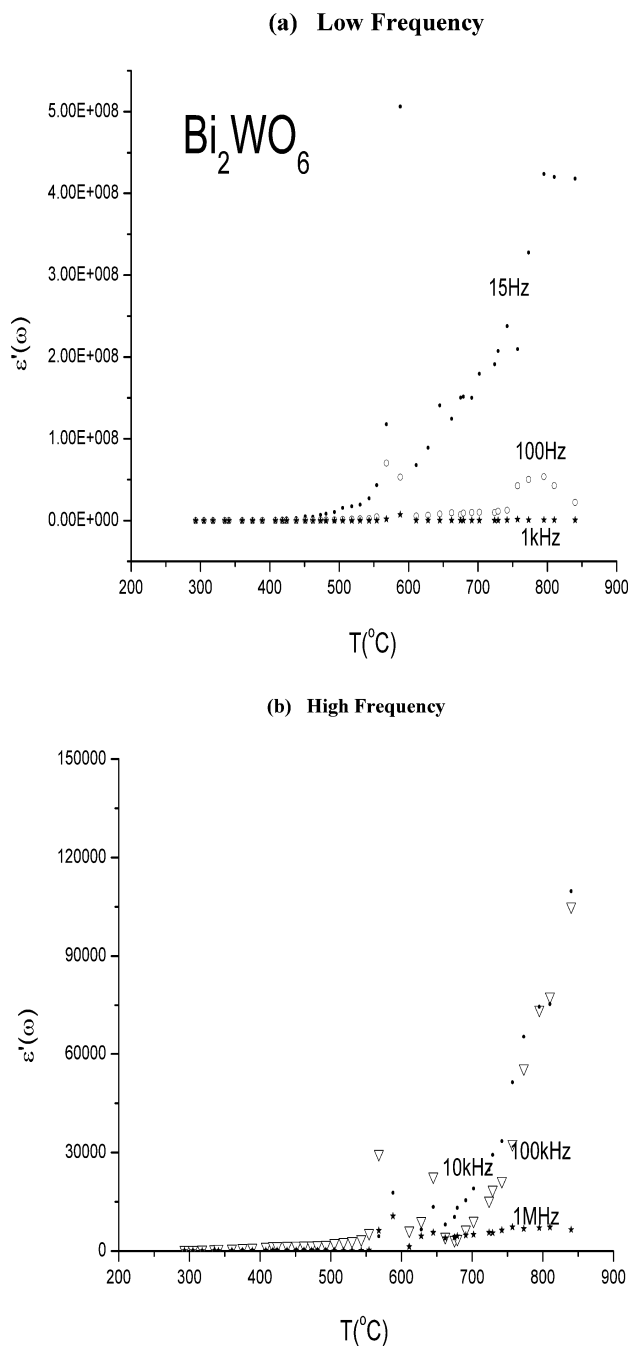 (a) Low Frequency
5.00E+008
Bi2WO6
4.00E+008
3.00E+008
15Hz
ε'(ω)
2.00E+008
1.00E+008
100Hz
0.00E+000
1kHz
200 300 400 500 600 700 800 900
T(°C)
(b) High Frequency
150000
120000
90000
ε'(ω)
60000
30000
10kHz
100kHz
1MHz
0
200 300 400 500 600 700 800 900
T(°C)